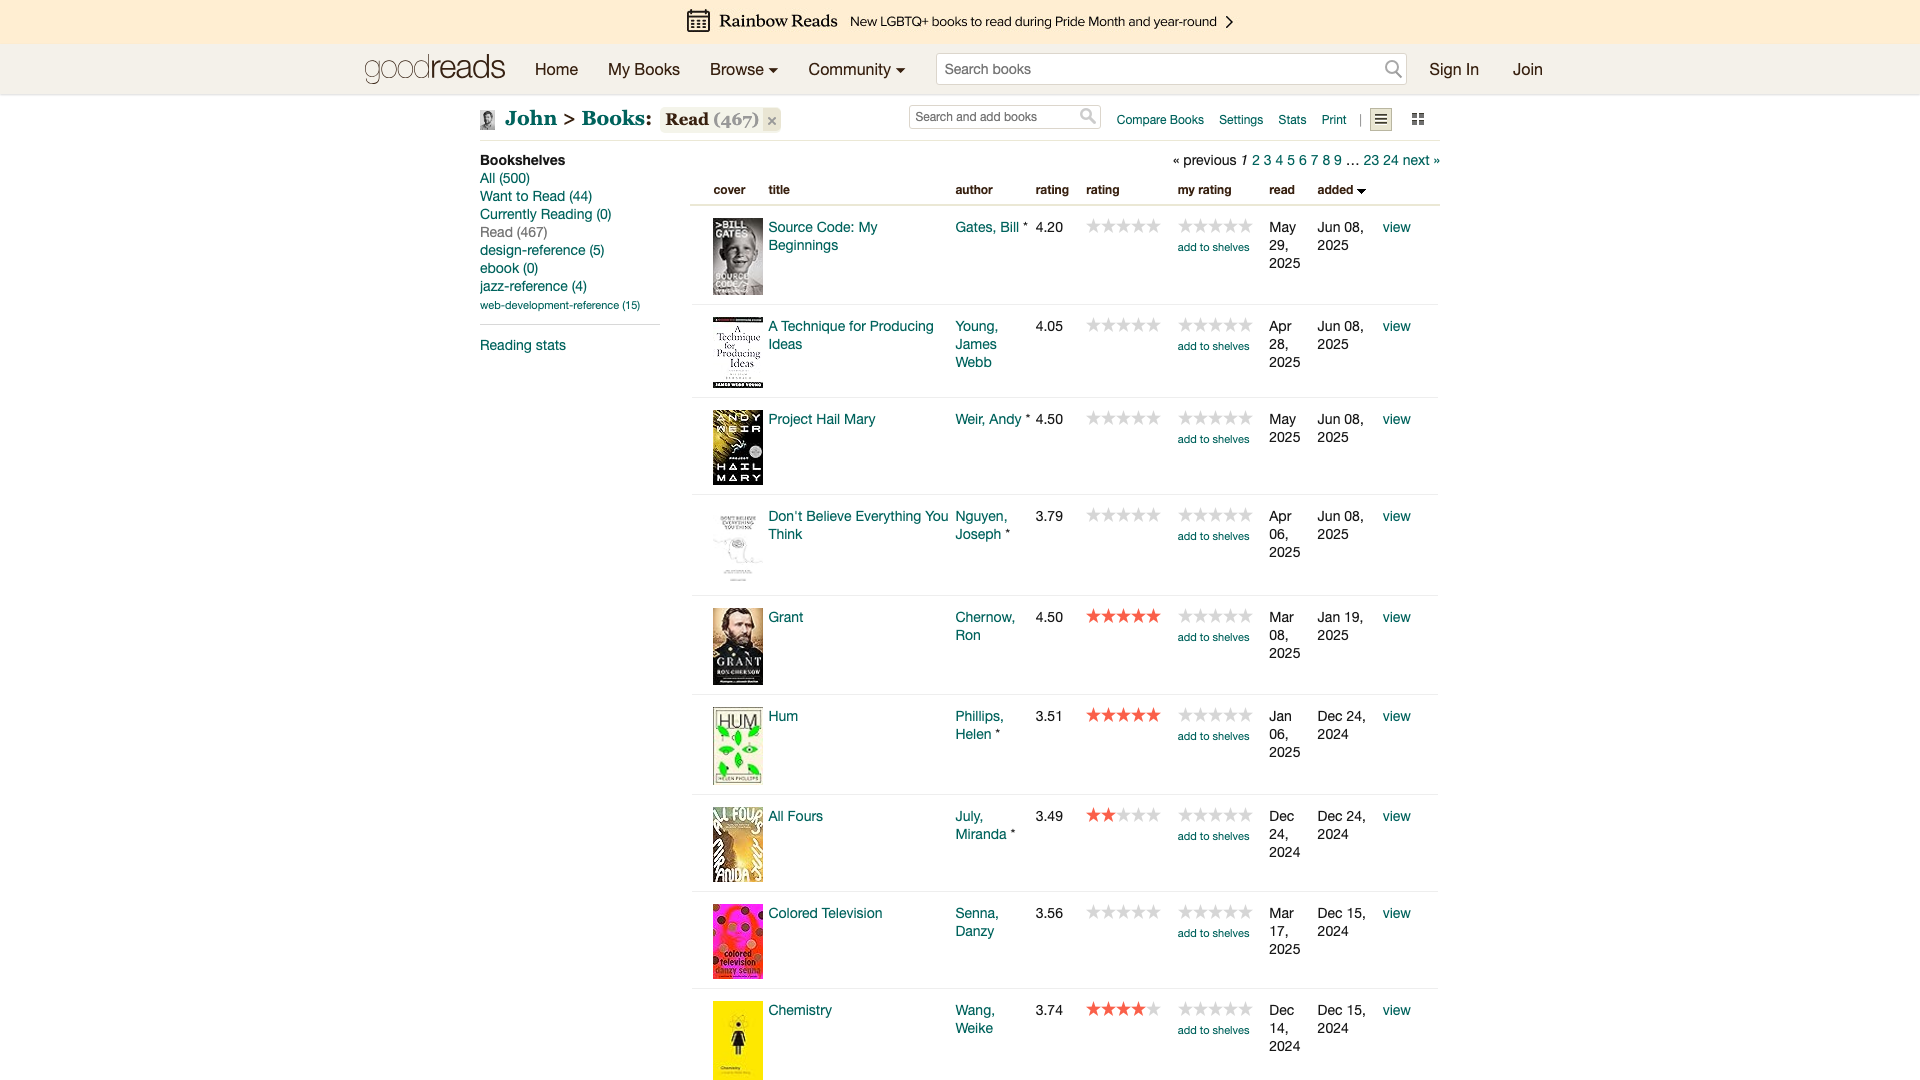 Rainbow Reads New LGBTQ+ books to read during Pride Month and year-round
goodreads Home My Books Browse Community Search books Sign In Join
John > Books: Read (467) × Search and add books Compare Books Settings Stats Print |
Bookshelves
All (500)
Want to Read (44)
Currently Reading (0)
Read (467)
design-reference (5)
ebook (0)
jazz-reference (4)
web-development-reference (15)
Reading stats
« previous 1 2 3 4 5 6 7 8 9 … 23 24 next »
cover title author rating rating my rating read added
>BILL
GATES
SOURCE
CODE/>
Source Code: My Gates, Bill * 4.20 May Jun 08, view
Beginnings add to shelves 29, 2025
2025
A
Technique
for
Producing
Ideas
JAMES WEBB YOUNG
A Technique for Producing Young, 4.05 Apr Jun 08, view
Ideas James add to shelves 28, 2025
Webb 2025
ANDY
WEIR
PROJECT
HAIL
MARY
Project Hail Mary Weir, Andy * 4.50 May Jun 08, view
add to shelves 2025 2025
DON'T BELIEVE
EVERYTHING
YOU THINK
Don't Believe Everything You Nguyen, 3.79 Apr Jun 08, view
Think Joseph * add to shelves 06, 2025
2025
GRANT
RON CHERNOW
Grant Chernow, 4.50 Mar Jan 19, view
Ron add to shelves 08, 2025
2025
HUM
HELEN PHILLIPS
Hum Phillips, 3.51 Jan Dec 24, view
Helen * add to shelves 06, 2024
2025
ALL FOURS
All Fours July, 3.49 Dec Dec 24, view
Miranda * add to shelves 24, 2024
2024
colored
television
danzy senna
Colored Television Senna, 3.56 Mar Dec 15, view
Danzy add to shelves 17, 2024
2025
Chemistry
Chemistry Wang, 3.74 Dec Dec 15, view
Weike add to shelves 14, 2024
2024